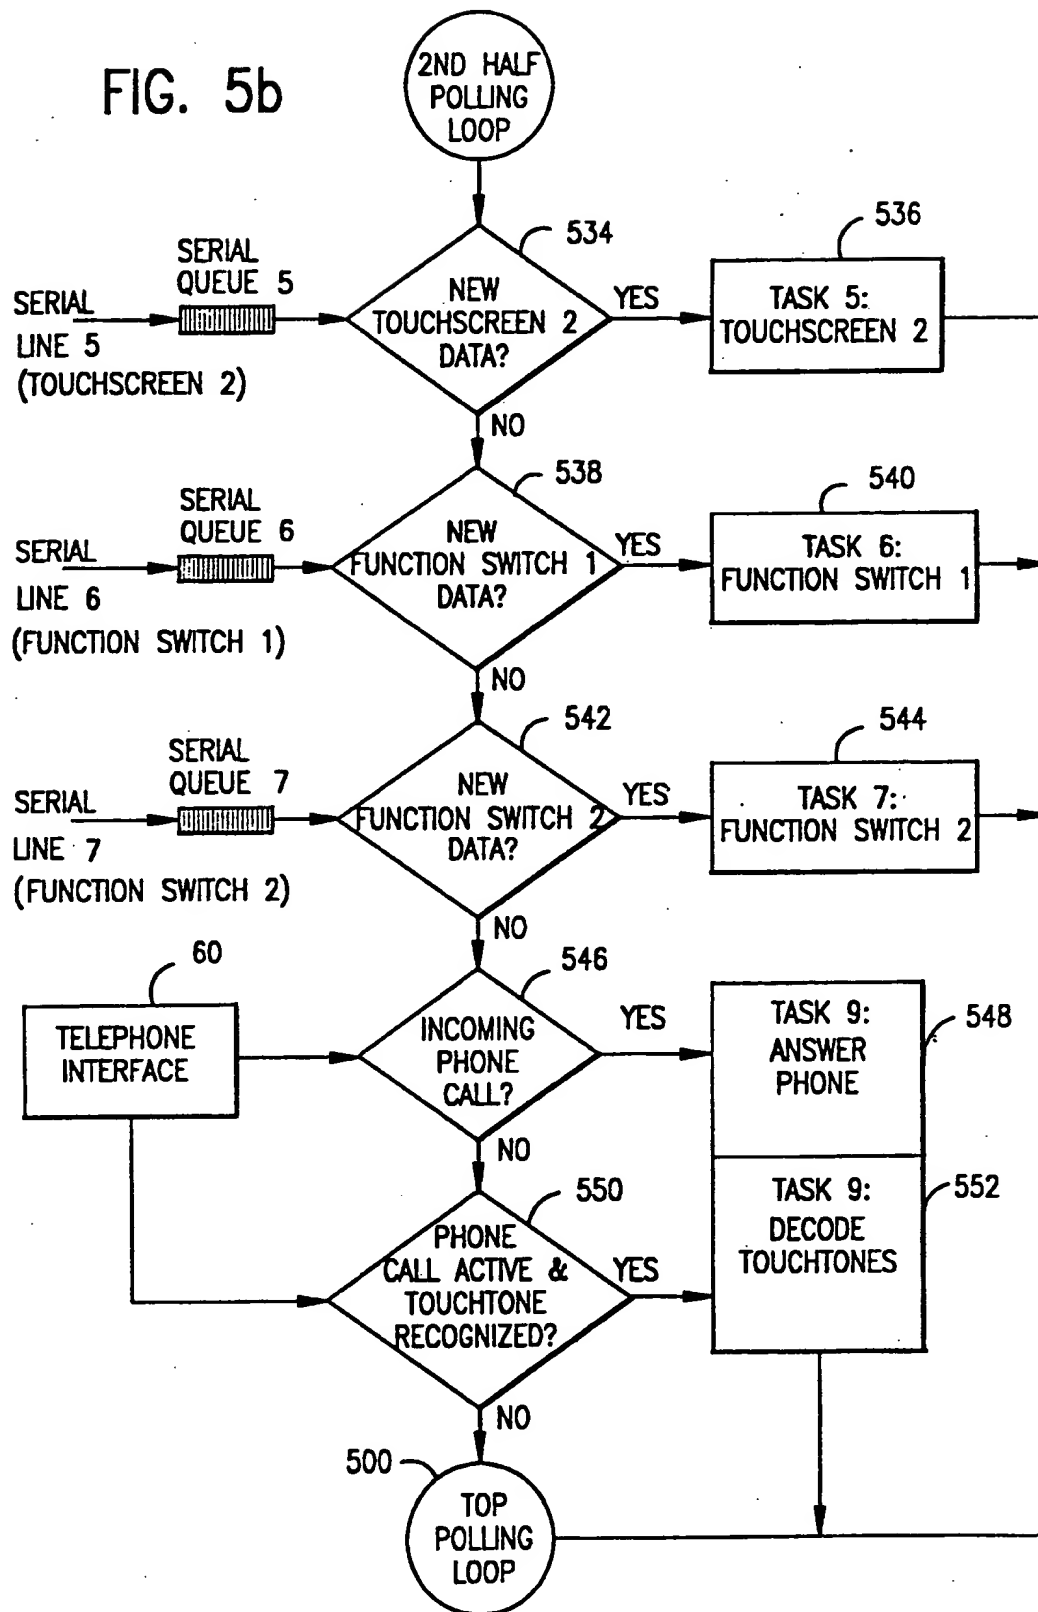 FIG. 5b
2ND HALF
POLLING
LOOP
534
536
SERIAL
QUEUE 5
SERIAL
LINE 5
(TOUCHSCREEN 2)
NEW
TOUCHSCREEN 2
DATA?
YES
TASK 5:
TOUCHSCREEN 2
NO
538
540
SERIAL
QUEUE 6
SERIAL
LINE 6
(FUNCTION SWITCH 1)
NEW
FUNCTION SWITCH 1
DATA?
YES
TASK 6:
FUNCTION SWITCH 1
NO
542
544
SERIAL
QUEUE 7
SERIAL
LINE 7
(FUNCTION SWITCH 2)
NEW
FUNCTION SWITCH 2
DATA?
YES
TASK 7:
FUNCTION SWITCH 2
NO
60
546
548
TELEPHONE
INTERFACE
INCOMING
PHONE
CALL?
YES
TASK 9:
ANSWER
PHONE
NO
550
552
PHONE
CALL ACTIVE &
TOUCHTONE
RECOGNIZED?
YES
TASK 9:
DECODE
TOUCHTONES
NO
500
TOP
POLLING
LOOP